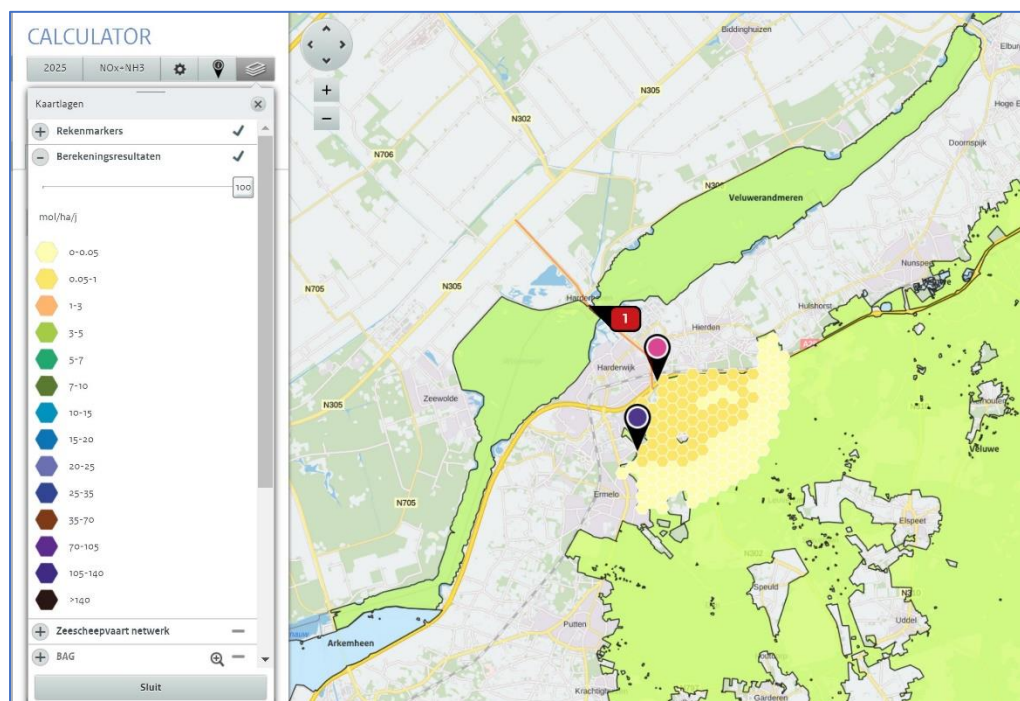 CALCULATOR
2025
NOx+NH3
Kaartlagen
Rekenmarkers
Berekeningsresultaten
100
mol/ha/j
0-0.05
0.05-1
1-3
3-5
5-7
7-10
10-15
15-20
20-25
25-35
35-70
70-105
105-140
>140
Zeescheepvaart netwerk
BAG
Sluit
Biddinghuizen
Elburg
N305
Hoge E
N302
Doornspijk
N706
Veluwerandmeren
N705
N305
Nunspeet
Hulshorst
1
Hierden
Harderwijk
Zeewolde
N305
Veluwe
N705
Ermelo
Elspeet
N302
Speuld
N310
Uddel
Putten
Arkemheen
Krachtigh
Garderen